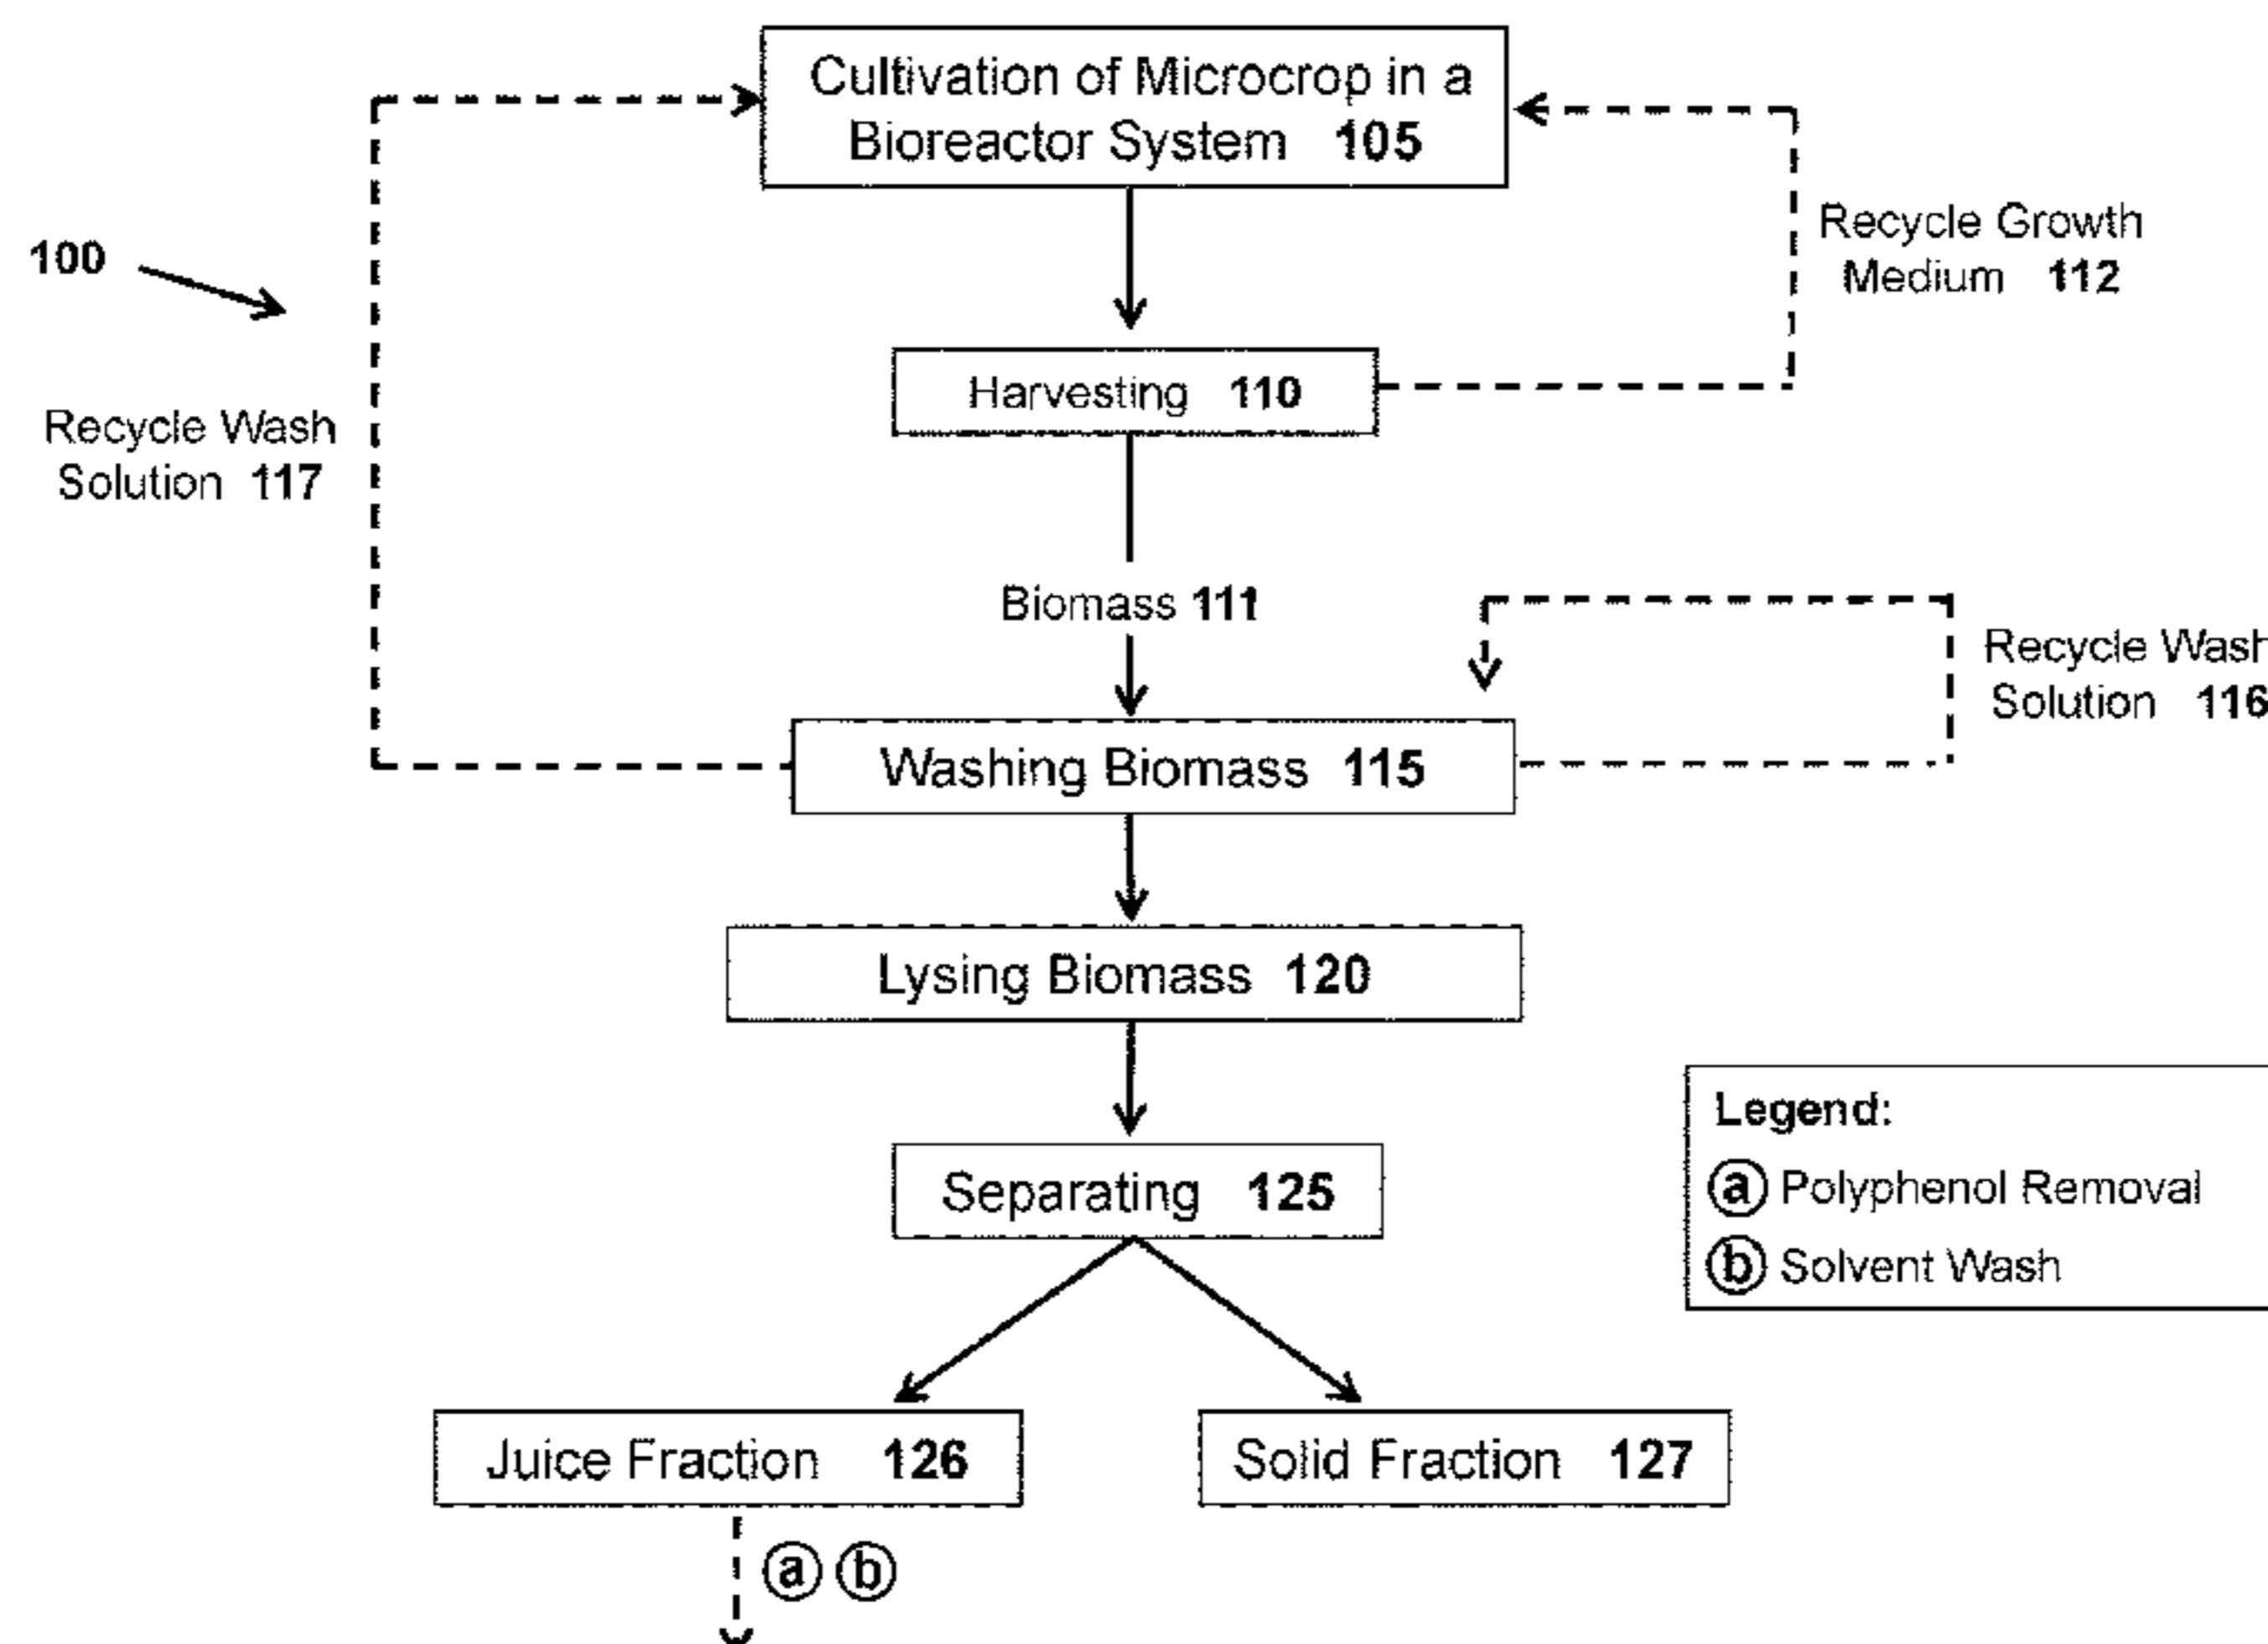 Cultivation of Microcrop in a
Bioreactor System 105
100
Recycle Growth
Medium 112
Harvesting 110
Recycle Wash
Solution 117
Biomass 111
Recycle Wash
Solution 116
Washing Biomass 115
Lysing Biomass 120
Separating 125
Legend:
a Polyphenol Removal
b Solvent Wash
Juice Fraction 126
Solid Fraction 127
a b